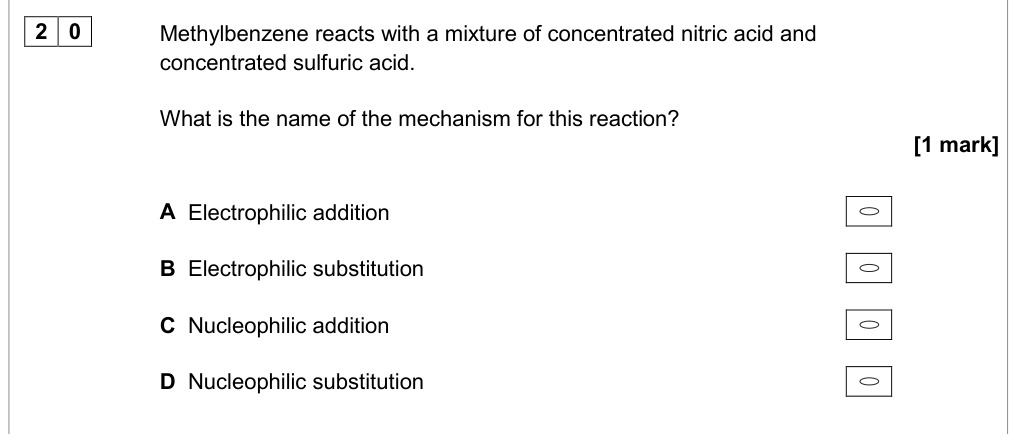 2 0
Methylbenzene reacts with a mixture of concentrated nitric acid and
concentrated sulfuric acid.
What is the name of the mechanism for this reaction?
[1 mark]
A Electrophilic addition
B Electrophilic substitution
C Nucleophilic addition
D Nucleophilic substitution